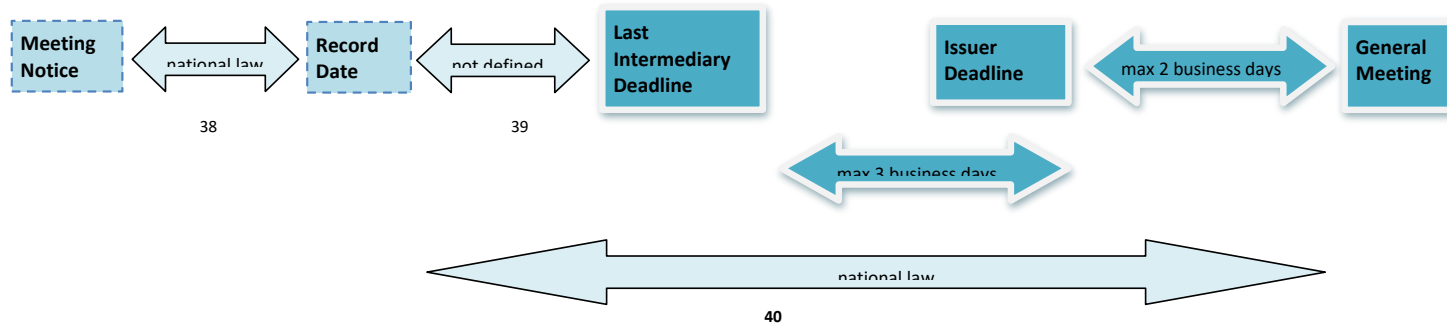 Meeting
Notice
national law
Record
Date
not defined
Last
Intermediary
Deadline
Issuer
Deadline
max 2 business days
General
Meeting
38
39
max 3 business days
national law
40